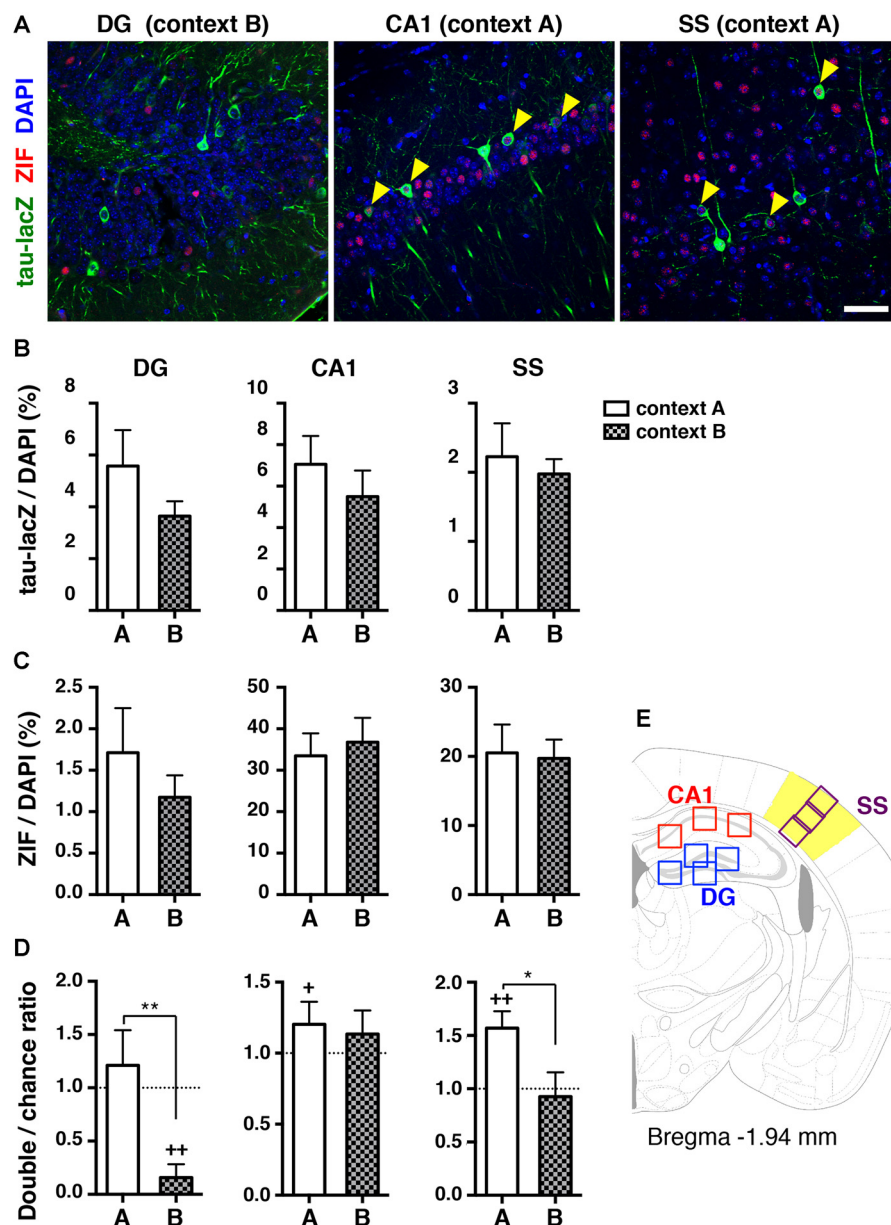 A
DG (context B)
CA1 (context A)
SS (context A)
tau-lacZ ZIF DAPI
B
DG
CA1
SS
tau-lacZ / DAPI (%)
8
6
4
2
0
A
B
10
8
6
4
2
0
A
B
3
2
1
0
A
B
context A
context B
C
ZIF / DAPI (%)
2.5
2.0
1.5
1.0
0.5
0.0
A
B
50
40
30
20
10
0
A
B
30
20
10
0
A
B
D
Double / chance ratio
2.0
1.5
1.0
0.5
0.0
**
++
A
B
1.5
1.0
0.5
0.0
+
A
B
2.0
1.5
1.0
0.5
0.0
++
*
A
B
E
CA1
SS
DG
Bregma -1.94 mm